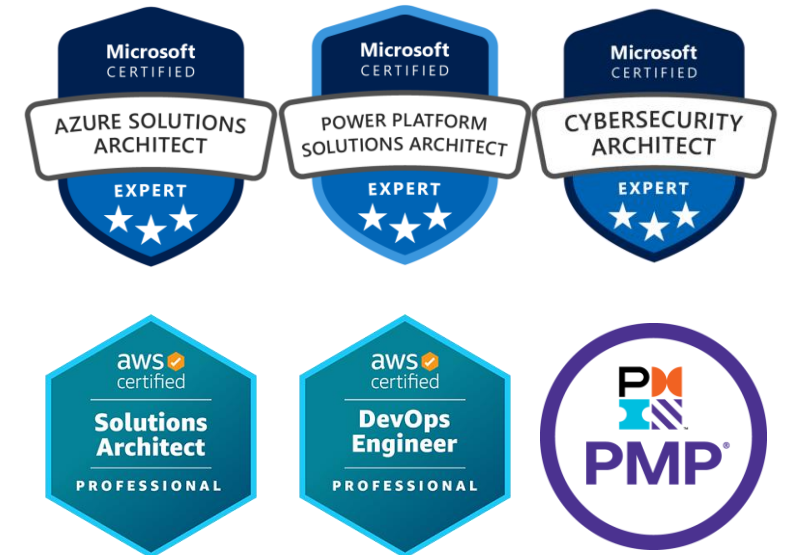 Microsoft
CERTIFIED
AZURE SOLUTIONS
ARCHITECT
EXPERT
Microsoft
CERTIFIED
POWER PLATFORM
SOLUTIONS ARCHITECT
EXPERT
Microsoft
CERTIFIED
CYBERSECURITY
ARCHITECT
EXPERT
aws
certified
Solutions
Architect
PROFESSIONAL
aws
certified
DevOps
Engineer
PROFESSIONAL
PM
PMP®